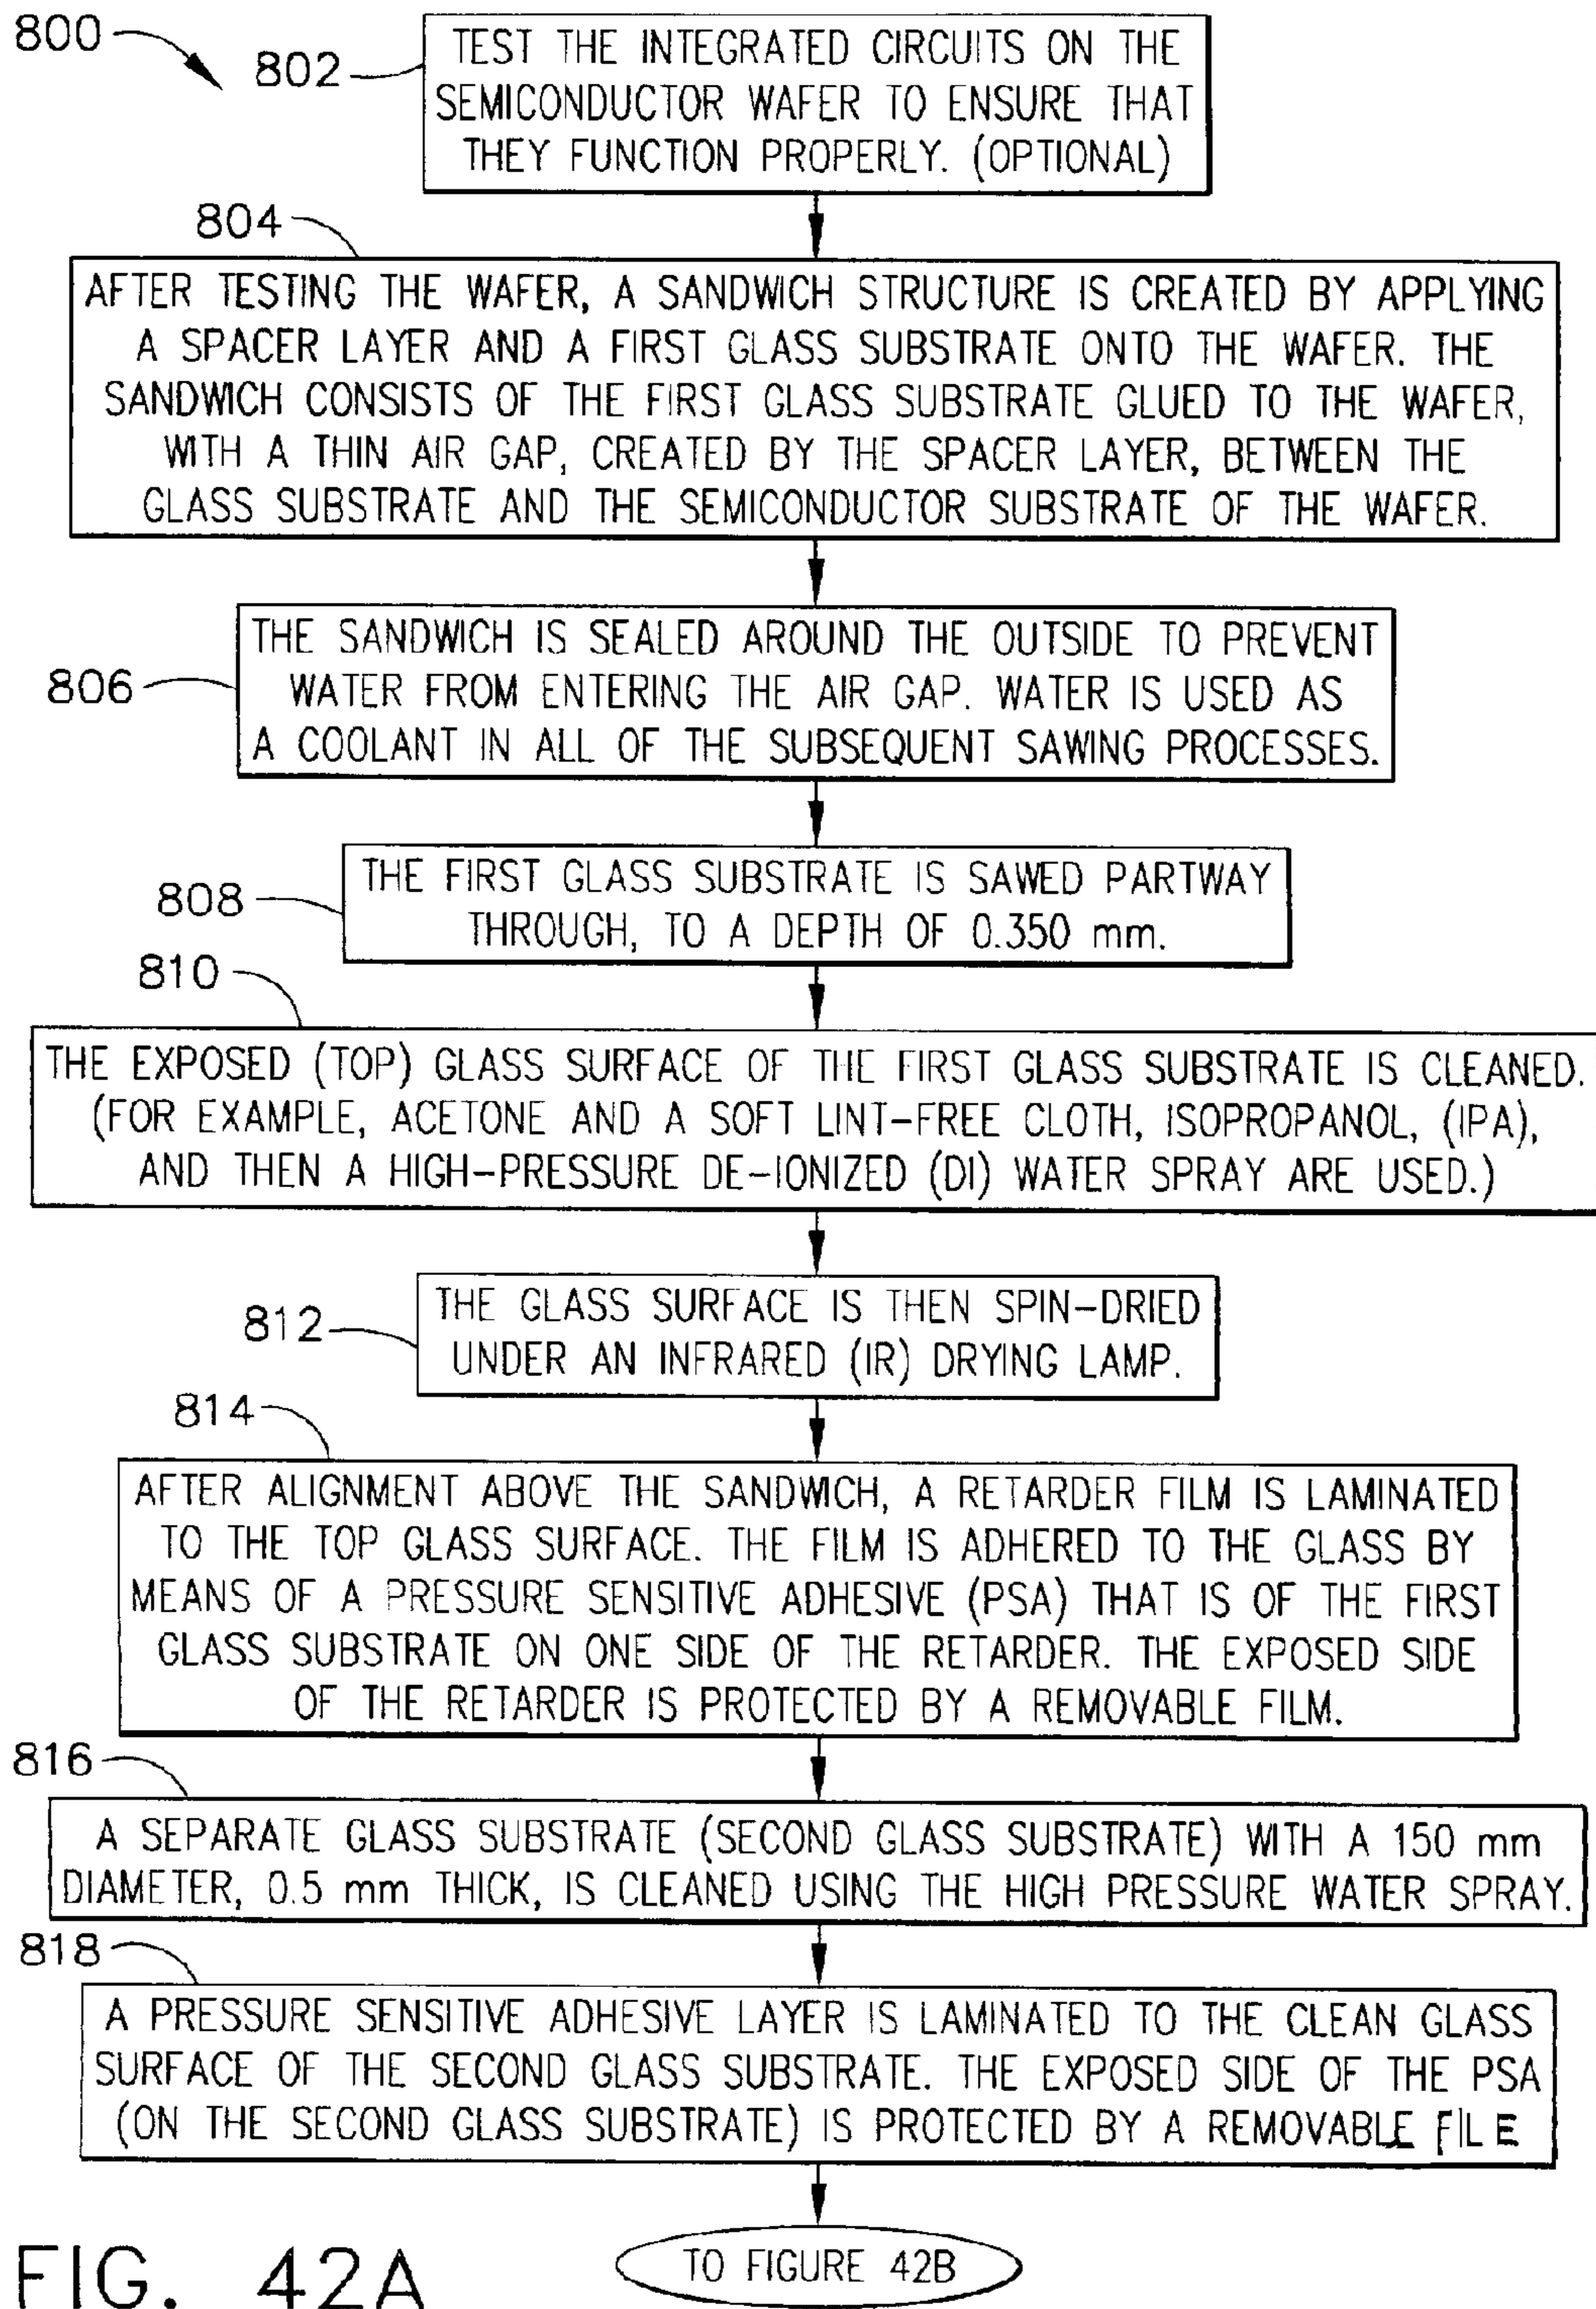 800
802
TEST THE INTEGRATED CIRCUITS ON THE
SEMICONDUCTOR WAFER TO ENSURE THAT
THEY FUNCTION PROPERLY. (OPTIONAL)
804
AFTER TESTING THE WAFER, A SANDWICH STRUCTURE IS CREATED BY APPLYING
A SPACER LAYER AND A FIRST GLASS SUBSTRATE ONTO THE WAFER. THE
SANDWICH CONSISTS OF THE FIRST GLASS SUBSTRATE GLUED TO THE WAFER,
WITH A THIN AIR GAP, CREATED BY THE SPACER LAYER, BETWEEN THE
GLASS SUBSTRATE AND THE SEMICONDUCTOR SUBSTRATE OF THE WAFER.
806
THE SANDWICH IS SEALED AROUND THE OUTSIDE TO PREVENT
WATER FROM ENTERING THE AIR GAP. WATER IS USED AS
A COOLANT IN ALL OF THE SUBSEQUENT SAWING PROCESSES.
808
THE FIRST GLASS SUBSTRATE IS SAWED PARTWAY
THROUGH, TO A DEPTH OF 0.350 mm.
810
THE EXPOSED (TOP) GLASS SURFACE OF THE FIRST GLASS SUBSTRATE IS CLEANED.
(FOR EXAMPLE, ACETONE AND A SOFT LINT-FREE CLOTH, ISOPROPANOL, (IPA),
AND THEN A HIGH-PRESSURE DE-IONIZED (DI) WATER SPRAY ARE USED.)
812
THE GLASS SURFACE IS THEN SPIN-DRIED
UNDER AN INFRARED (IR) DRYING LAMP.
814
AFTER ALIGNMENT ABOVE THE SANDWICH, A RETARDER FILM IS LAMINATED
TO THE TOP GLASS SURFACE. THE FILM IS ADHERED TO THE GLASS BY
MEANS OF A PRESSURE SENSITIVE ADHESIVE (PSA) THAT IS OF THE FIRST
GLASS SUBSTRATE ON ONE SIDE OF THE RETARDER. THE EXPOSED SIDE
OF THE RETARDER IS PROTECTED BY A REMOVABLE FILM.
816
A SEPARATE GLASS SUBSTRATE (SECOND GLASS SUBSTRATE) WITH A 150 mm
DIAMETER, 0.5 mm THICK, IS CLEANED USING THE HIGH PRESSURE WATER SPRAY.
818
A PRESSURE SENSITIVE ADHESIVE LAYER IS LAMINATED TO THE CLEAN GLASS
SURFACE OF THE SECOND GLASS SUBSTRATE. THE EXPOSED SIDE OF THE PSA
(ON THE SECOND GLASS SUBSTRATE) IS PROTECTED BY A REMOVABLE FILE
TO FIGURE 42B
FIG. 42A